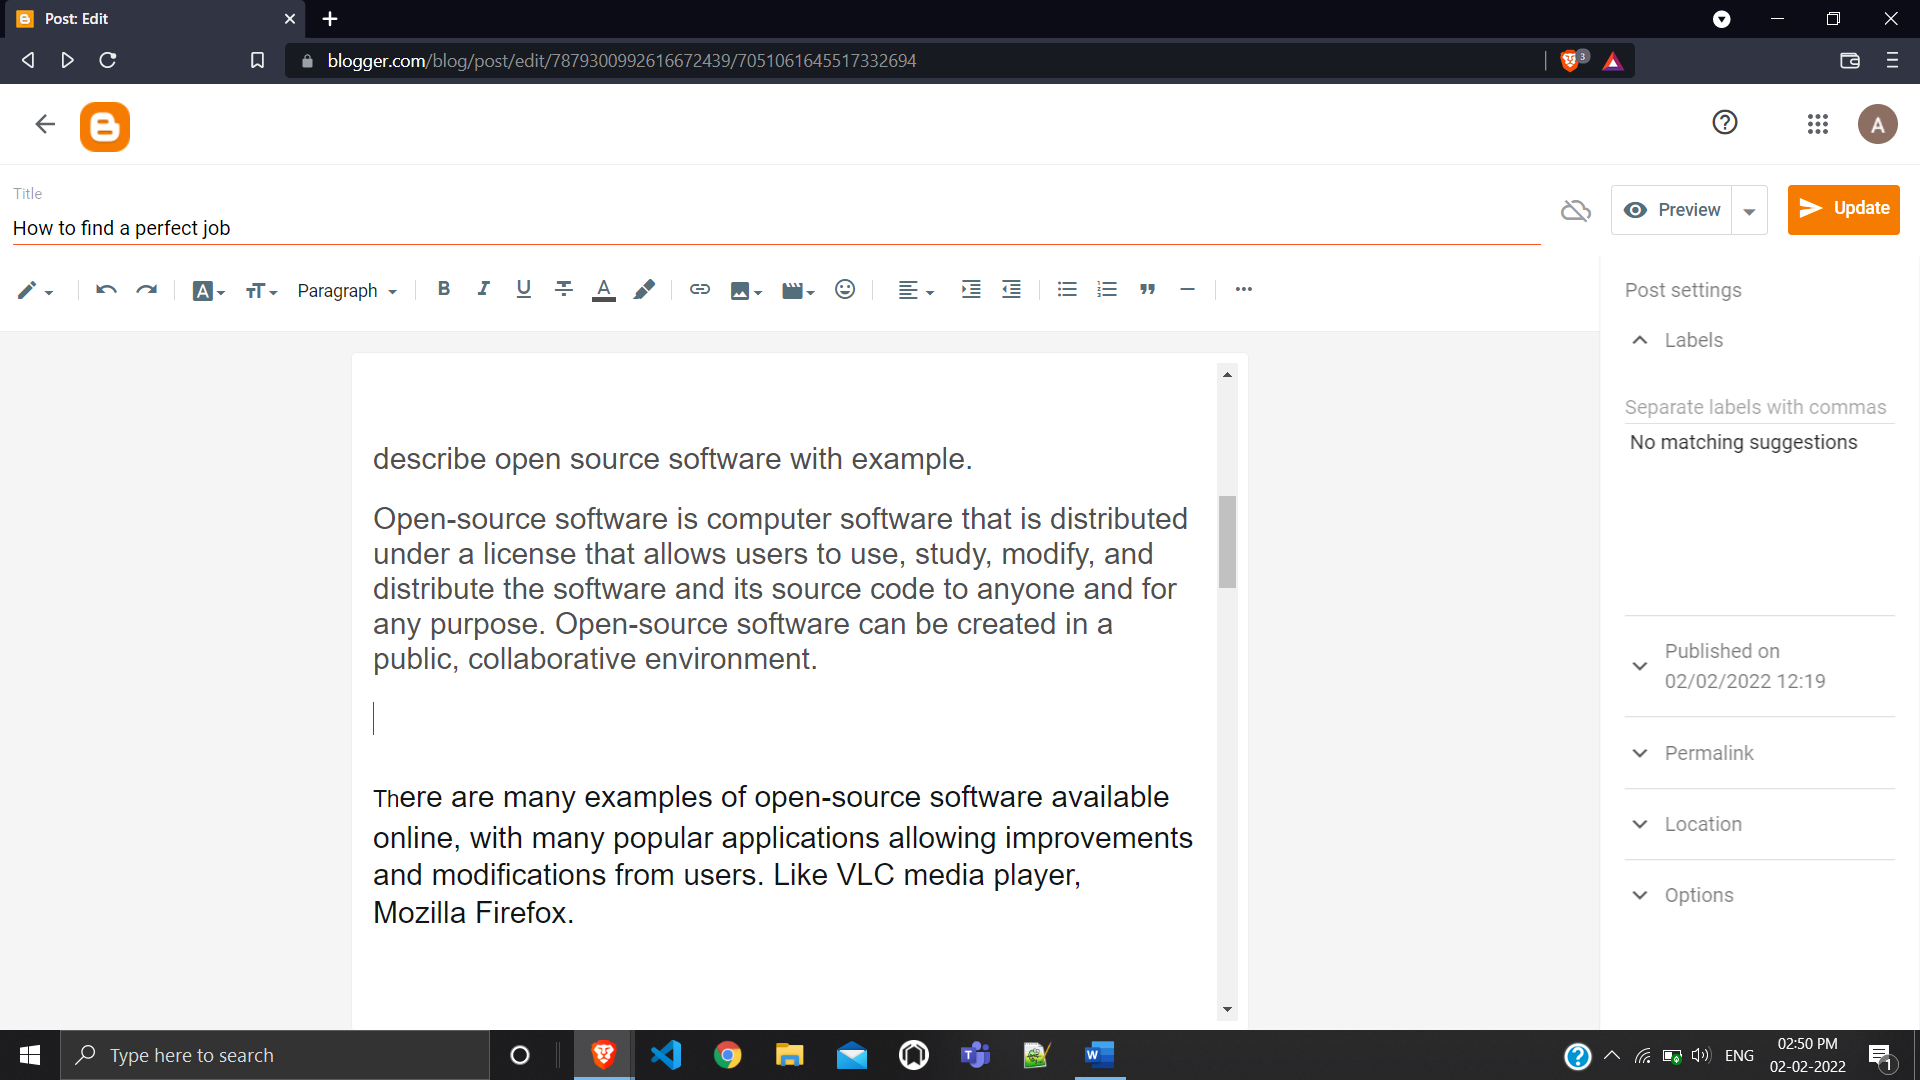 Post: Edit
blogger.com/blog/post/edit/7879300992616672439/7051061645517332694
3
A
Title
How to find a perfect job
Preview
Update
Paragraph
B I U A
Post settings
Labels
Separate labels with commas
No matching suggestions
describe open source software with example.
Open-source software is computer software that is distributed
under a license that allows users to use, study, modify, and
distribute the software and its source code to anyone and for
any purpose. Open-source software can be created in a
public, collaborative environment.
There are many examples of open-source software available
online, with many popular applications allowing improvements
and modifications from users. Like VLC media player,
Mozilla Firefox.
Published on
02/02/2022 12:19
Permalink
Location
Options
Type here to search
ENG
02:50 PM
02-02-2022
1